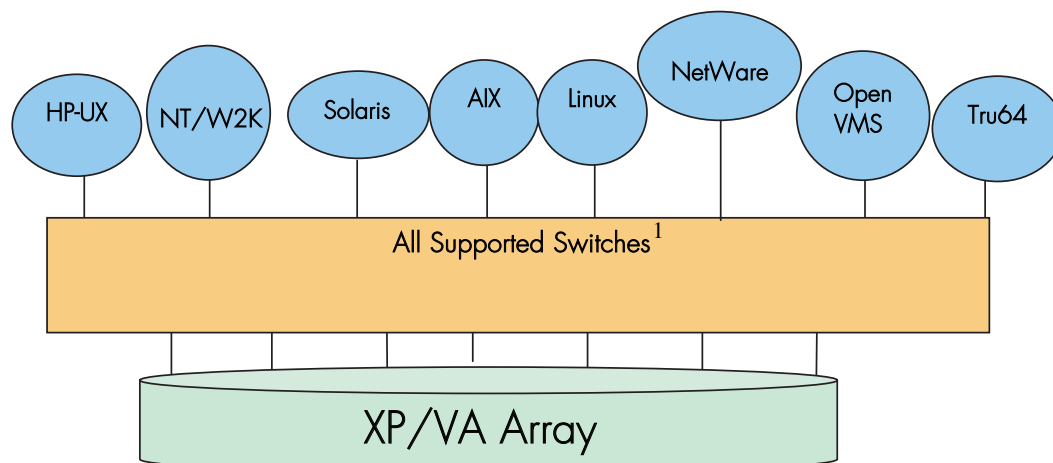 HP-UX
NT/W2K
Solaris
AIX
Linux
NetWare
Open
VMS
Tru64
All Supported Switches¹
XP/VA Array